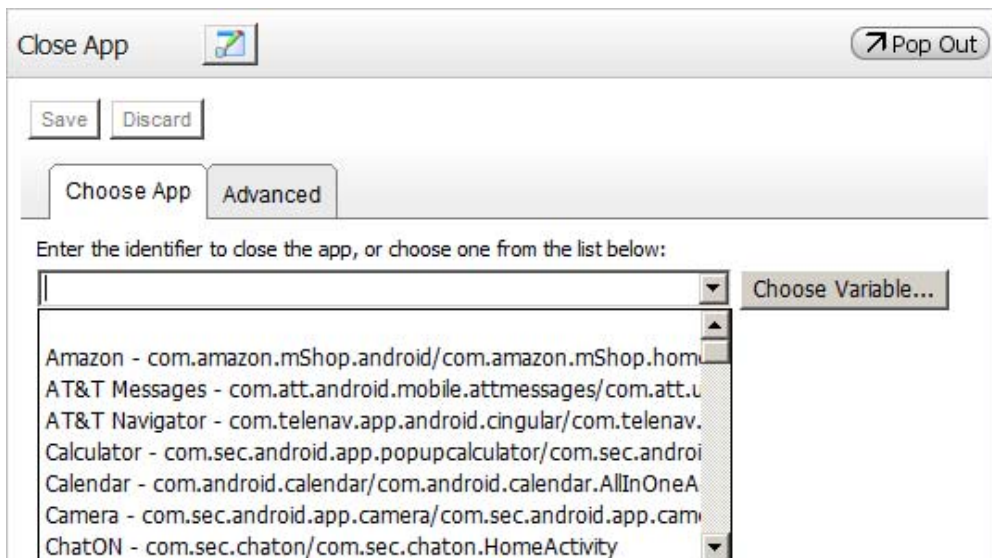 Close App
Pop Out
Save Discard
Choose App Advanced
Enter the identifier to close the app, or choose one from the list below:
Choose Variable...
Amazon - com.amazon.mShop.android/com.amazon.mShop.hom
AT&T Messages - com.att.android.mobile.attmessages/com.att.u
AT&T Navigator - com.telenav.app.android.cingular/com.telenav.
Calculator - com.sec.android.app.popupcalculator/com.sec.androi
Calendar - com.android.calendar/com.android.calendar.AllInOneA
Camera - com.sec.android.app.camera/com.sec.android.app.cam
ChatON - com.sec.chaton/com.sec.chaton.HomeActivity